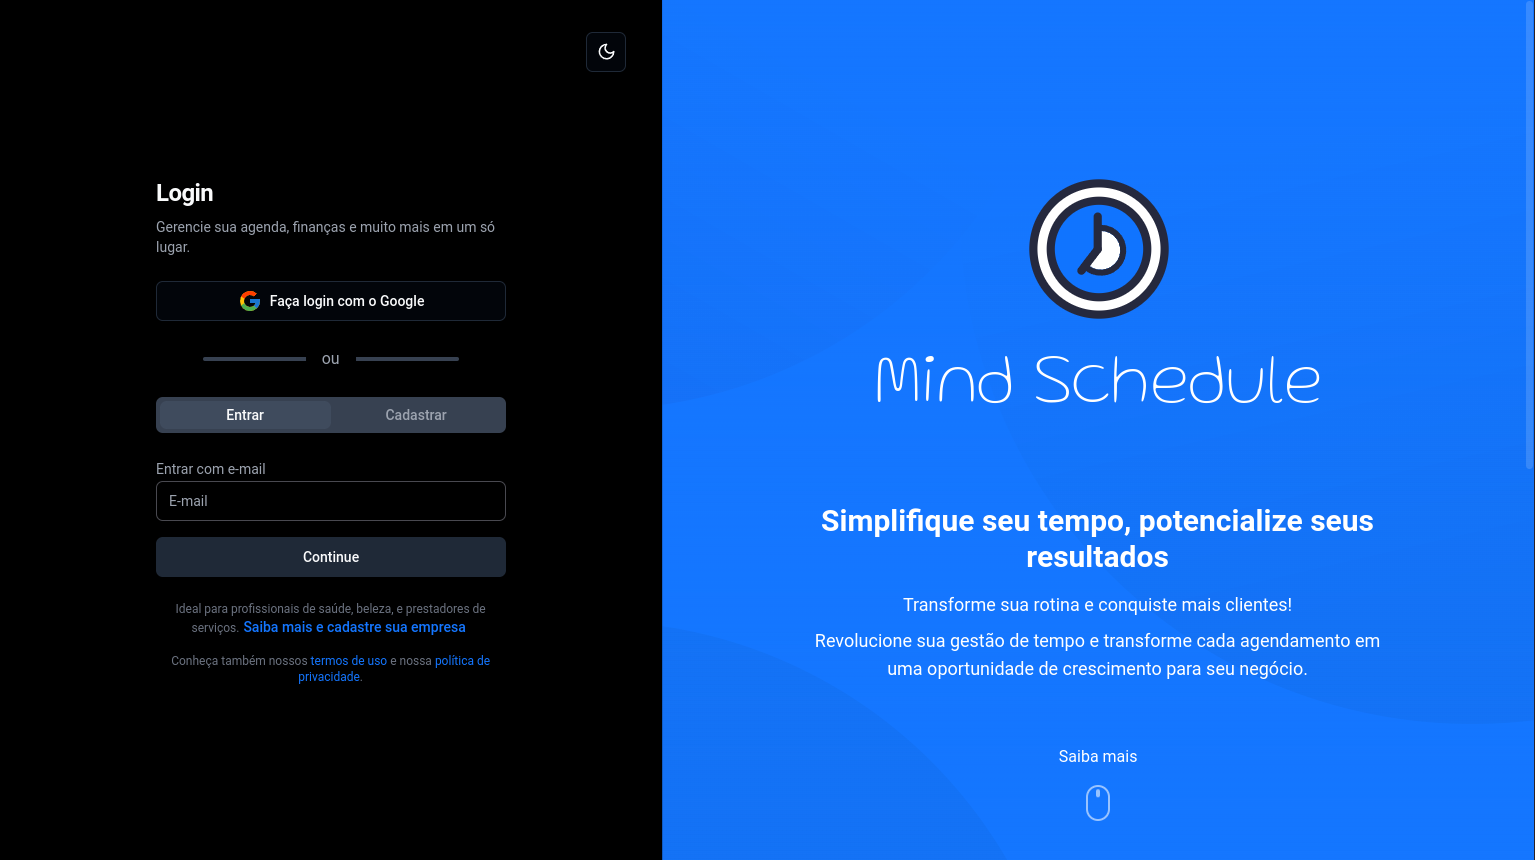 Login
Gerencie sua agenda, finanças e muito mais em um só
lugar.
Faça login com o Google
ou
Entrar
Cadastrar
Entrar com e-mail
E-mail
Continue
Ideal para profissionais de saúde, beleza, e prestadores de
serviços. Saiba mais e cadastre sua empresa
Conheça também nossos termos de uso e nossa política de
privacidade.
Mind Schedule
Simplifique seu tempo, potencialize seus
resultados
Transforme sua rotina e conquiste mais clientes!
Revolucione sua gestão de tempo e transforme cada agendamento em
uma oportunidade de crescimento para seu negócio.
Saiba mais